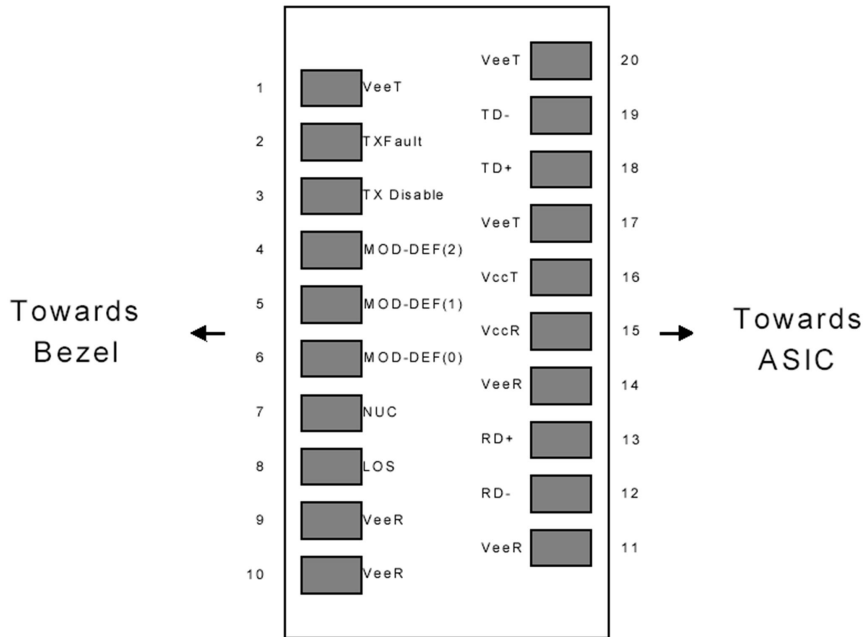 VeeT 20
1 VeeT
TD- 19
2 TXFault
TD+ 18
3 TX Disable
VeeT 17
4 MOD-DEF(2)
VccT 16
5 MOD-DEF(1)
Towards
Bezel
VccR 15
Towards
ASIC
6 MOD-DEF(0)
VeeR 14
7 NUC
RD+ 13
8 LOS
RD- 12
9 VeeR
VeeR 11
10 VeeR